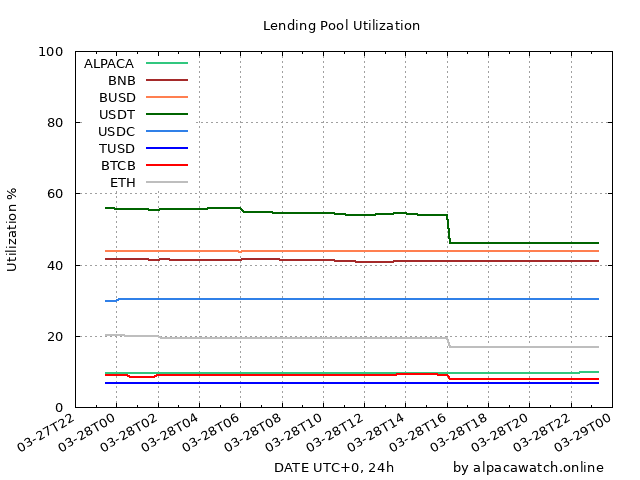 Lending Pool Utilization
100
80
60
40
20
0
Utilization %
ALPACA
BNB
BUSD
USDT
USDC
TUSD
BTCB
ETH
03-27T22
03-28T00
03-28T02
03-28T04
03-28T06
03-28T08
03-28T10
03-28T12
03-28T14
03-28T16
03-28T18
03-28T20
03-28T22
03-29T00
DATE UTC+0, 24h
by alpacawatch.online